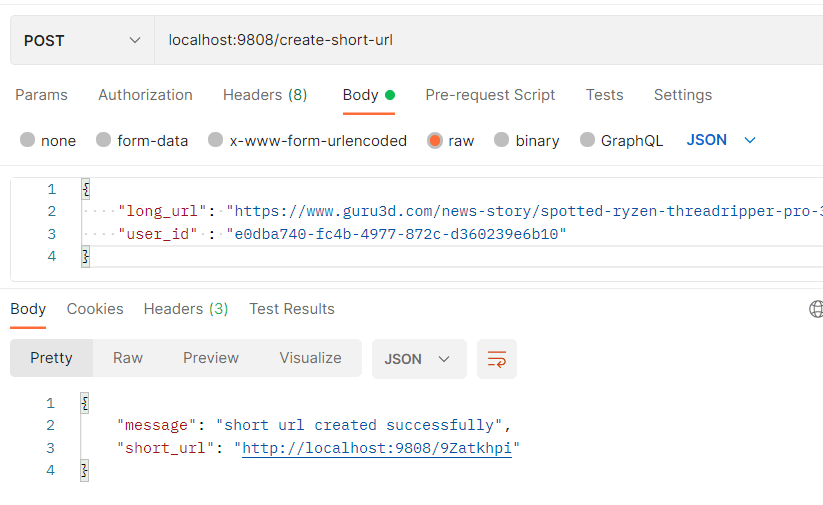 POST localhost:9808/create-short-url
Params Authorization Headers (8) Body Pre-request Script Tests Settings
none form-data x-www-form-urlencoded raw binary GraphQL JSON
1 {
2 "long_url": "https://www.guru3d.com/news-story/spotted-ryzen-threadripper-pro-3
3 "user_id" : "e0dba740-fc4b-4977-872c-d360239e6b10"
4 }
Body Cookies Headers (3) Test Results
Pretty Raw Preview Visualize JSON
1 {
2 "message": "short url created successfully",
3 "short_url": "http://localhost:9808/9Zatkhpi"
4 }